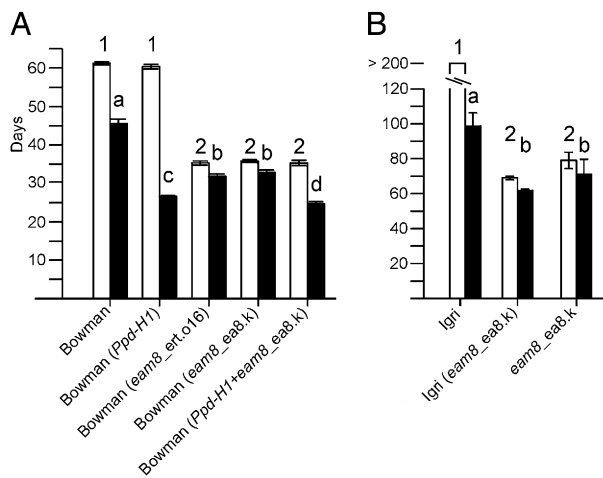 A
1 1
60
50
40
30
20
10
Days
a
c
2 b
2 b
2
d
Bowman
Bowman (Ppd-H1)
Bowman (eam8_ert.o16)
Bowman (eam8_ea8.k)
Bowman (Ppd-H1+eam8_ea8.k)
B
1
> 200
120
100
80
60
40
20
a
2 b
2 b
Igri
Igri (eam8_ea8.k)
eam8_ea8.k